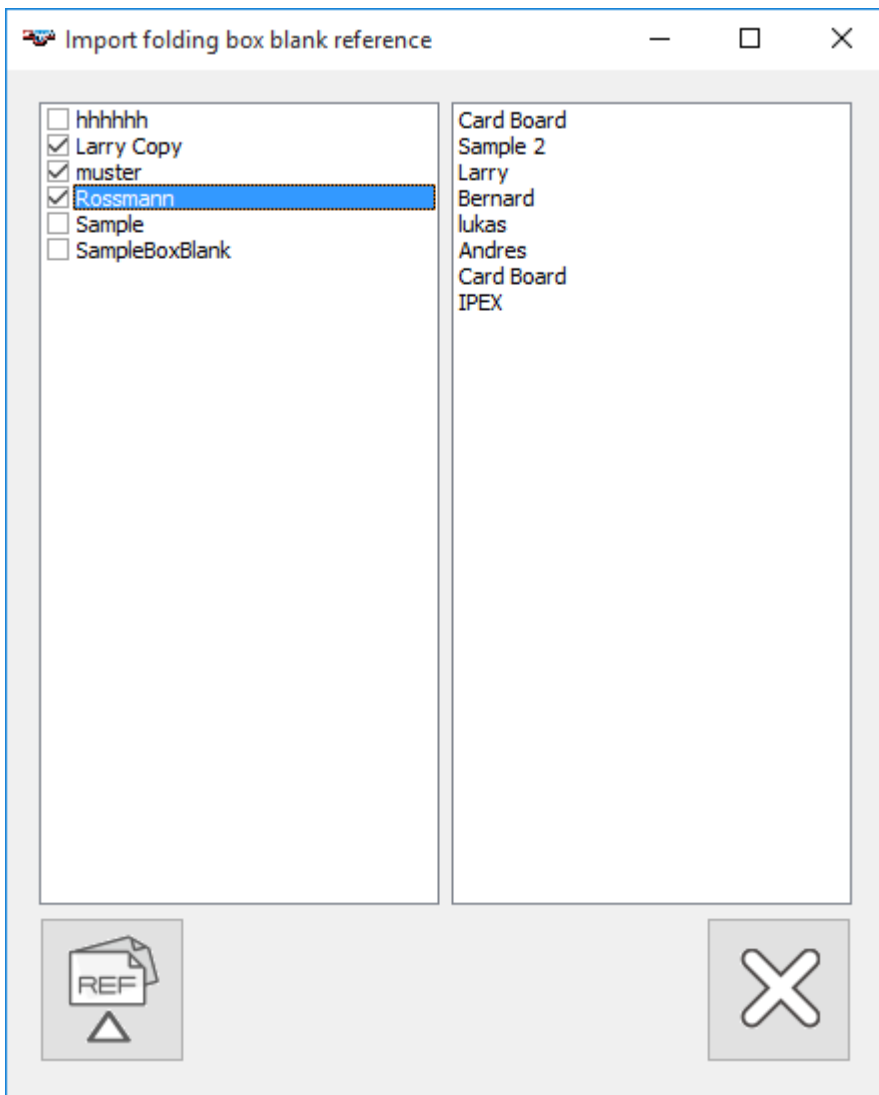 Import folding box blank reference
hhhhhh
Larry Copy
muster
Rossmann
Sample
SampleBoxBlank
Card Board
Sample 2
Larry
Bernard
lukas
Andres
Card Board
IPEX
REF